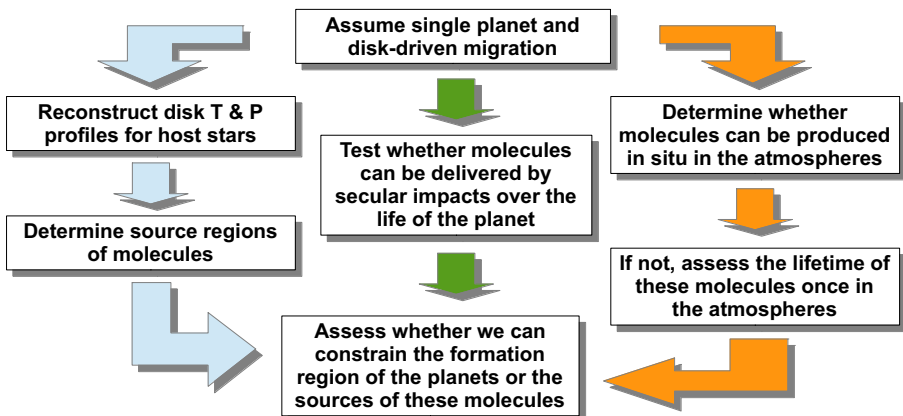 Assume single planet and
disk-driven migration
Reconstruct disk T & P
profiles for host stars
Determine source regions
of molecules
Test whether molecules
can be delivered by
secular impacts over the
life of the planet
Determine whether
molecules can be produced
in situ in the atmospheres
If not, assess the lifetime of
these molecules once in
the atmospheres
Assess whether we can
constrain the formation
region of the planets or the
sources of these molecules